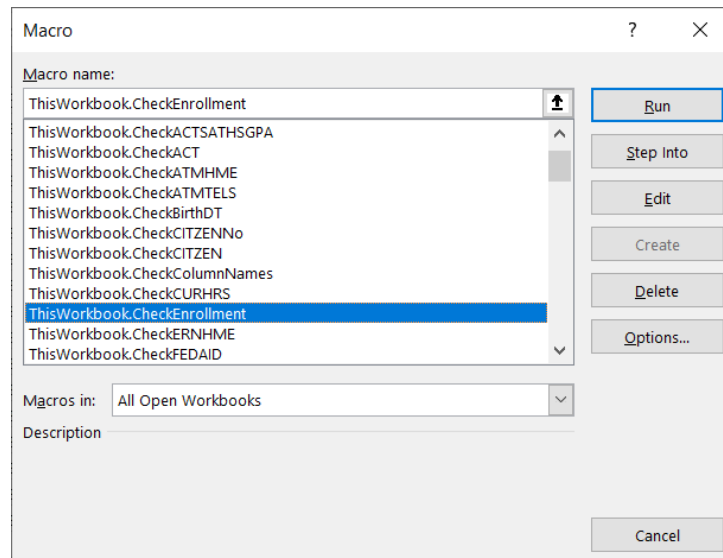 Macro
?
Macro name:
ThisWorkbook.CheckEnrollment
Run
ThisWorkbook.CheckACTSATHSGPA
ThisWorkbook.CheckACT
ThisWorkbook.CheckATMHME
ThisWorkbook.CheckATMTELS
ThisWorkbook.CheckBirthDT
ThisWorkbook.CheckCITZENNo
ThisWorkbook.CheckCITZEN
ThisWorkbook.CheckColumnNames
ThisWorkbook.CheckCURHRS
ThisWorkbook.CheckEnrollment
ThisWorkbook.CheckERNHME
ThisWorkbook.CheckFEDAID
Step Into
Edit
Create
Delete
Options...
Macros in: All Open Workbooks
Description
Cancel